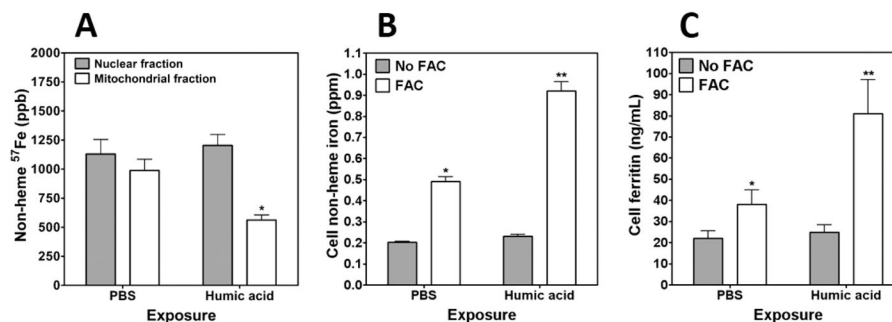 A
Non-heme ⁵⁷Fe (ppb)
2000
1750
1500
1250
1000
750
500
250
0
Nuclear fraction
Mitochondrial fraction
*
PBS
Humic acid
Exposure
B
Cell non-heme iron (ppm)
1.1
1.0
0.9
0.8
0.7
0.6
0.5
0.4
0.3
0.2
0.1
0.0
No FAC
FAC
*
**
PBS
Humic acid
Exposure
C
Cell ferritin (ng/mL)
110
100
90
80
70
60
50
40
30
20
10
0
No FAC
FAC
*
**
PBS
Humic acid
Exposure